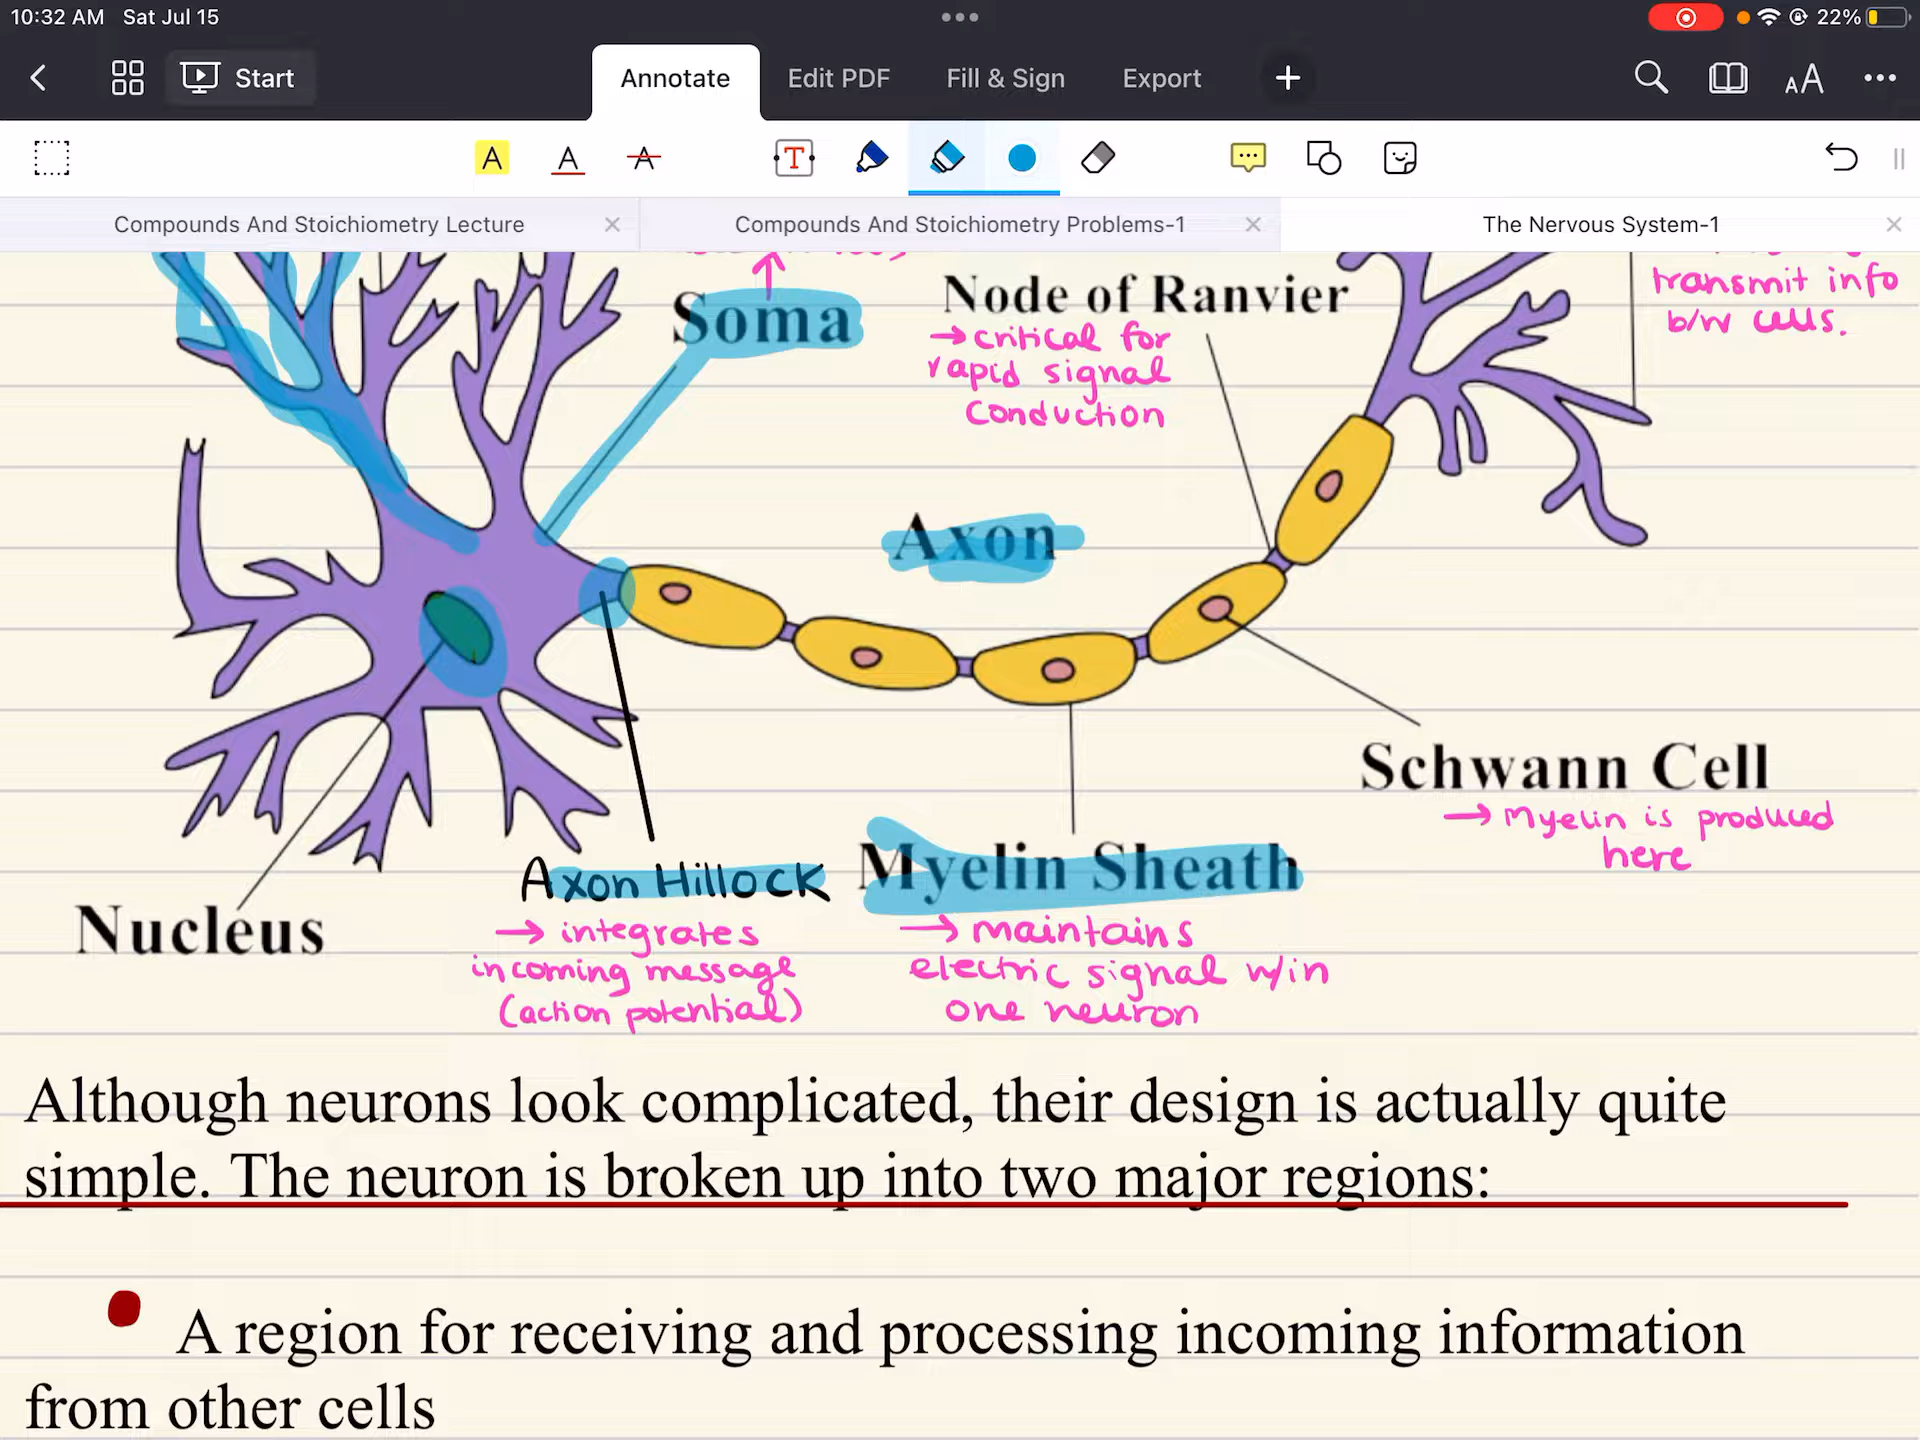 10:32 AM Sat Jul 15
22%
Start
Annotate
Edit PDF
Fill & Sign
Export
AA
A
A
A
T
Compounds And Stoichiometry Lecture
Compounds And Stoichiometry Problems-1
The Nervous System-1
Soma
Node of Ranvier
→ critical for
rapid signal
conduction
transmit info
b/w cells.
Axon
Schwann Cell
→ Myelin is produced
here
Nucleus
Axon Hillock
→ integrates
incoming message
(action potential)
Myelin Sheath
→ maintains
electric signal w/in
one neuron
Although neurons look complicated, their design is actually quite
simple. The neuron is broken up into two major regions:
A region for receiving and processing incoming information
from other cells